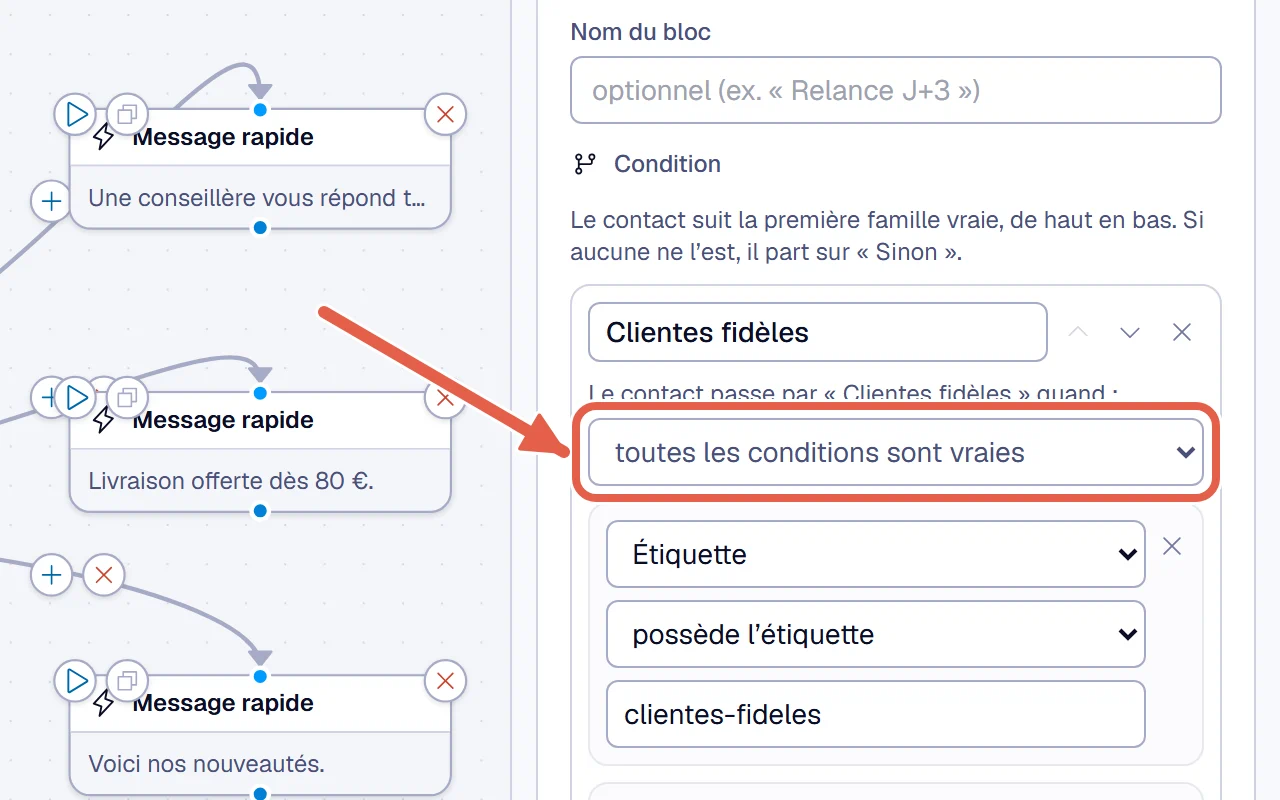 Message rapide
Une conseillère vous répond t...
Message rapide
Livraison offerte dès 80 €.
Message rapide
Voici nos nouveautés.
Nom du bloc
optionnel (ex. « Relance J+3 »)
Condition
Le contact suit la première famille vraie, de haut en bas. Si
aucune ne l’est, il part sur « Sinon ».
Clientes fidèles
Le contact passe par « Clientes fidèles » quand :
toutes les conditions sont vraies
Étiquette
possède l’étiquette
clientes-fideles